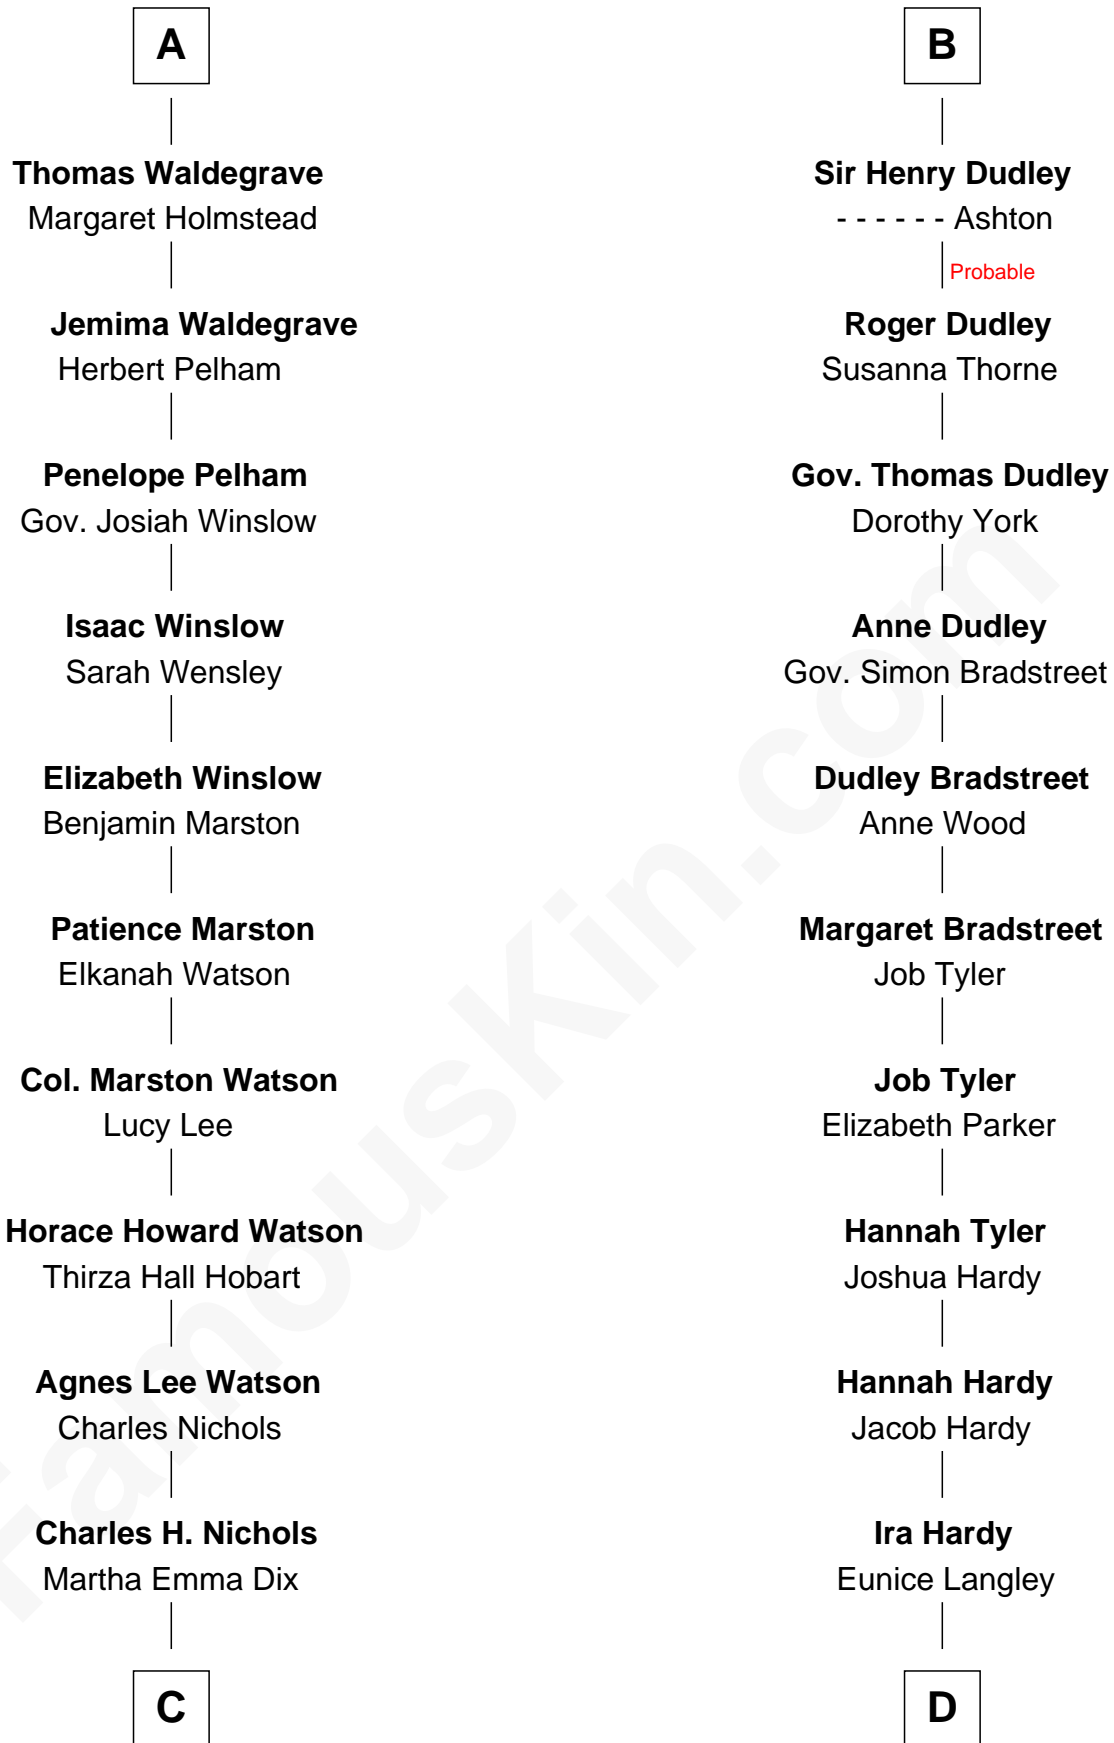 A
Thomas Waldegrave
Margaret Holmstead
Jemima Waldegrave
Herbert Pelham
Penelope Pelham
Gov. Josiah Winslow
Isaac Winslow
Sarah Wensley
Elizabeth Winslow
Benjamin Marston
Patience Marston
Elkanah Watson
Col. Marston Watson
Lucy Lee
Horace Howard Watson
Thirza Hall Hobart
Agnes Lee Watson
Charles Nichols
Charles H. Nichols
Martha Emma Dix
C
B
Sir Henry Dudley
- - - - - - Ashton
Probable
Roger Dudley
Susanna Thorne
Gov. Thomas Dudley
Dorothy York
Anne Dudley
Gov. Simon Bradstreet
Dudley Bradstreet
Anne Wood
Margaret Bradstreet
Job Tyler
Job Tyler
Elizabeth Parker
Hannah Tyler
Joshua Hardy
Hannah Hardy
Jacob Hardy
Ira Hardy
Eunice Langley
D
FamousKin.com